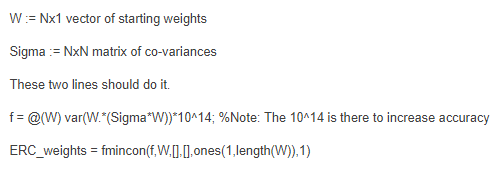 W := Nx1 vector of starting weights
Sigma := NxN matrix of co-variances
These two lines should do it.
f = @(W) var(W.*(Sigma*W))*10^14; %Note: The 10^14 is there to increase accuracy
ERC_weights = fmincon(f,W,[],[],ones(1,length(W)),1)